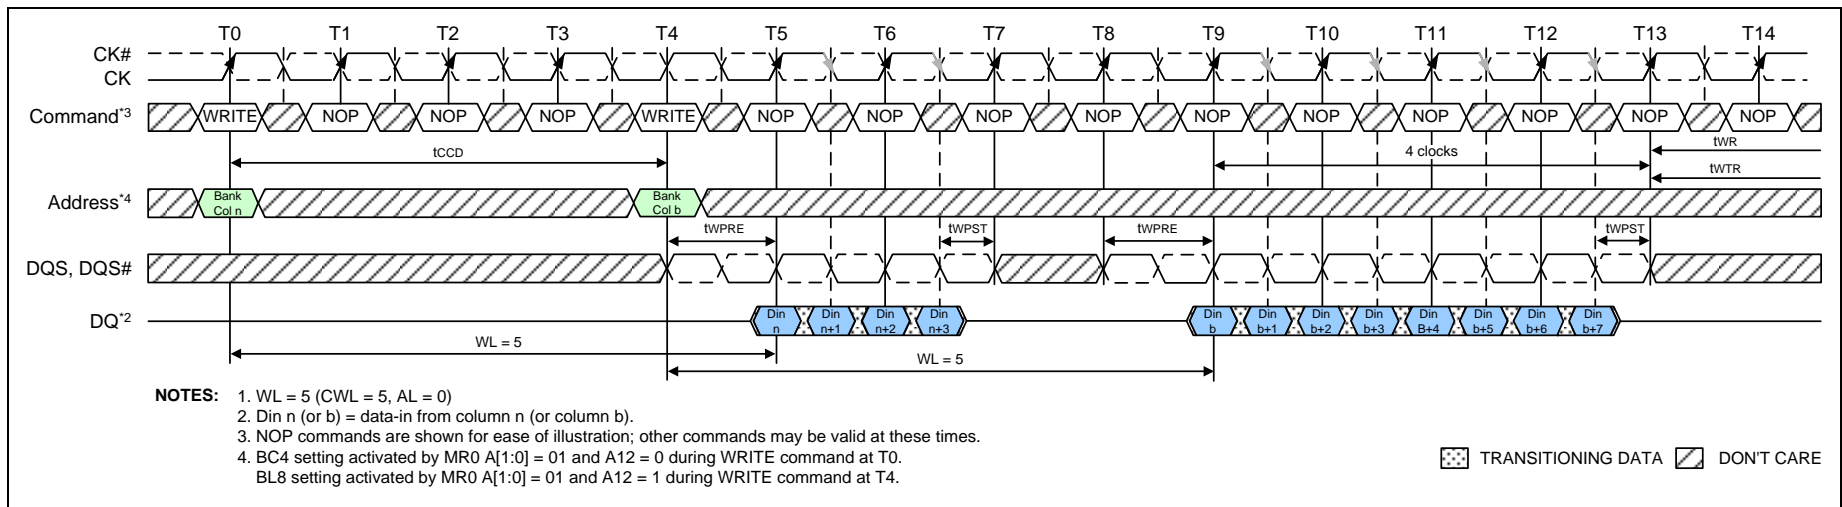 T0 T1 T2 T3 T4 T5 T6 T7 T8 T9 T10 T11 T12 T13 T14
CK#
CK
Command*3 WRITE NOP NOP NOP WRITE NOP NOP NOP NOP NOP NOP NOP NOP NOP NOP
tCCD 4 clocks tWR
tWTR
Address*4 Bank Col n Bank Col b
tWPRE tWPST tWPRE tWPST
DQS, DQS#
DQ*2 Din n Din n+1 Din n+2 Din n+3 Din b Din b+1 Din b+2 Din b+3 Din B+4 Din b+5 Din b+6 Din b+7
WL = 5 WL = 5
NOTES: 1. WL = 5 (CWL = 5, AL = 0)
2. Din n (or b) = data-in from column n (or column b).
3. NOP commands are shown for ease of illustration; other commands may be valid at these times.
4. BC4 setting activated by MR0 A[1:0] = 01 and A12 = 0 during WRITE command at T0.
BL8 setting activated by MR0 A[1:0] = 01 and A12 = 1 during WRITE command at T4.
TRANSITIONING DATA DON'T CARE